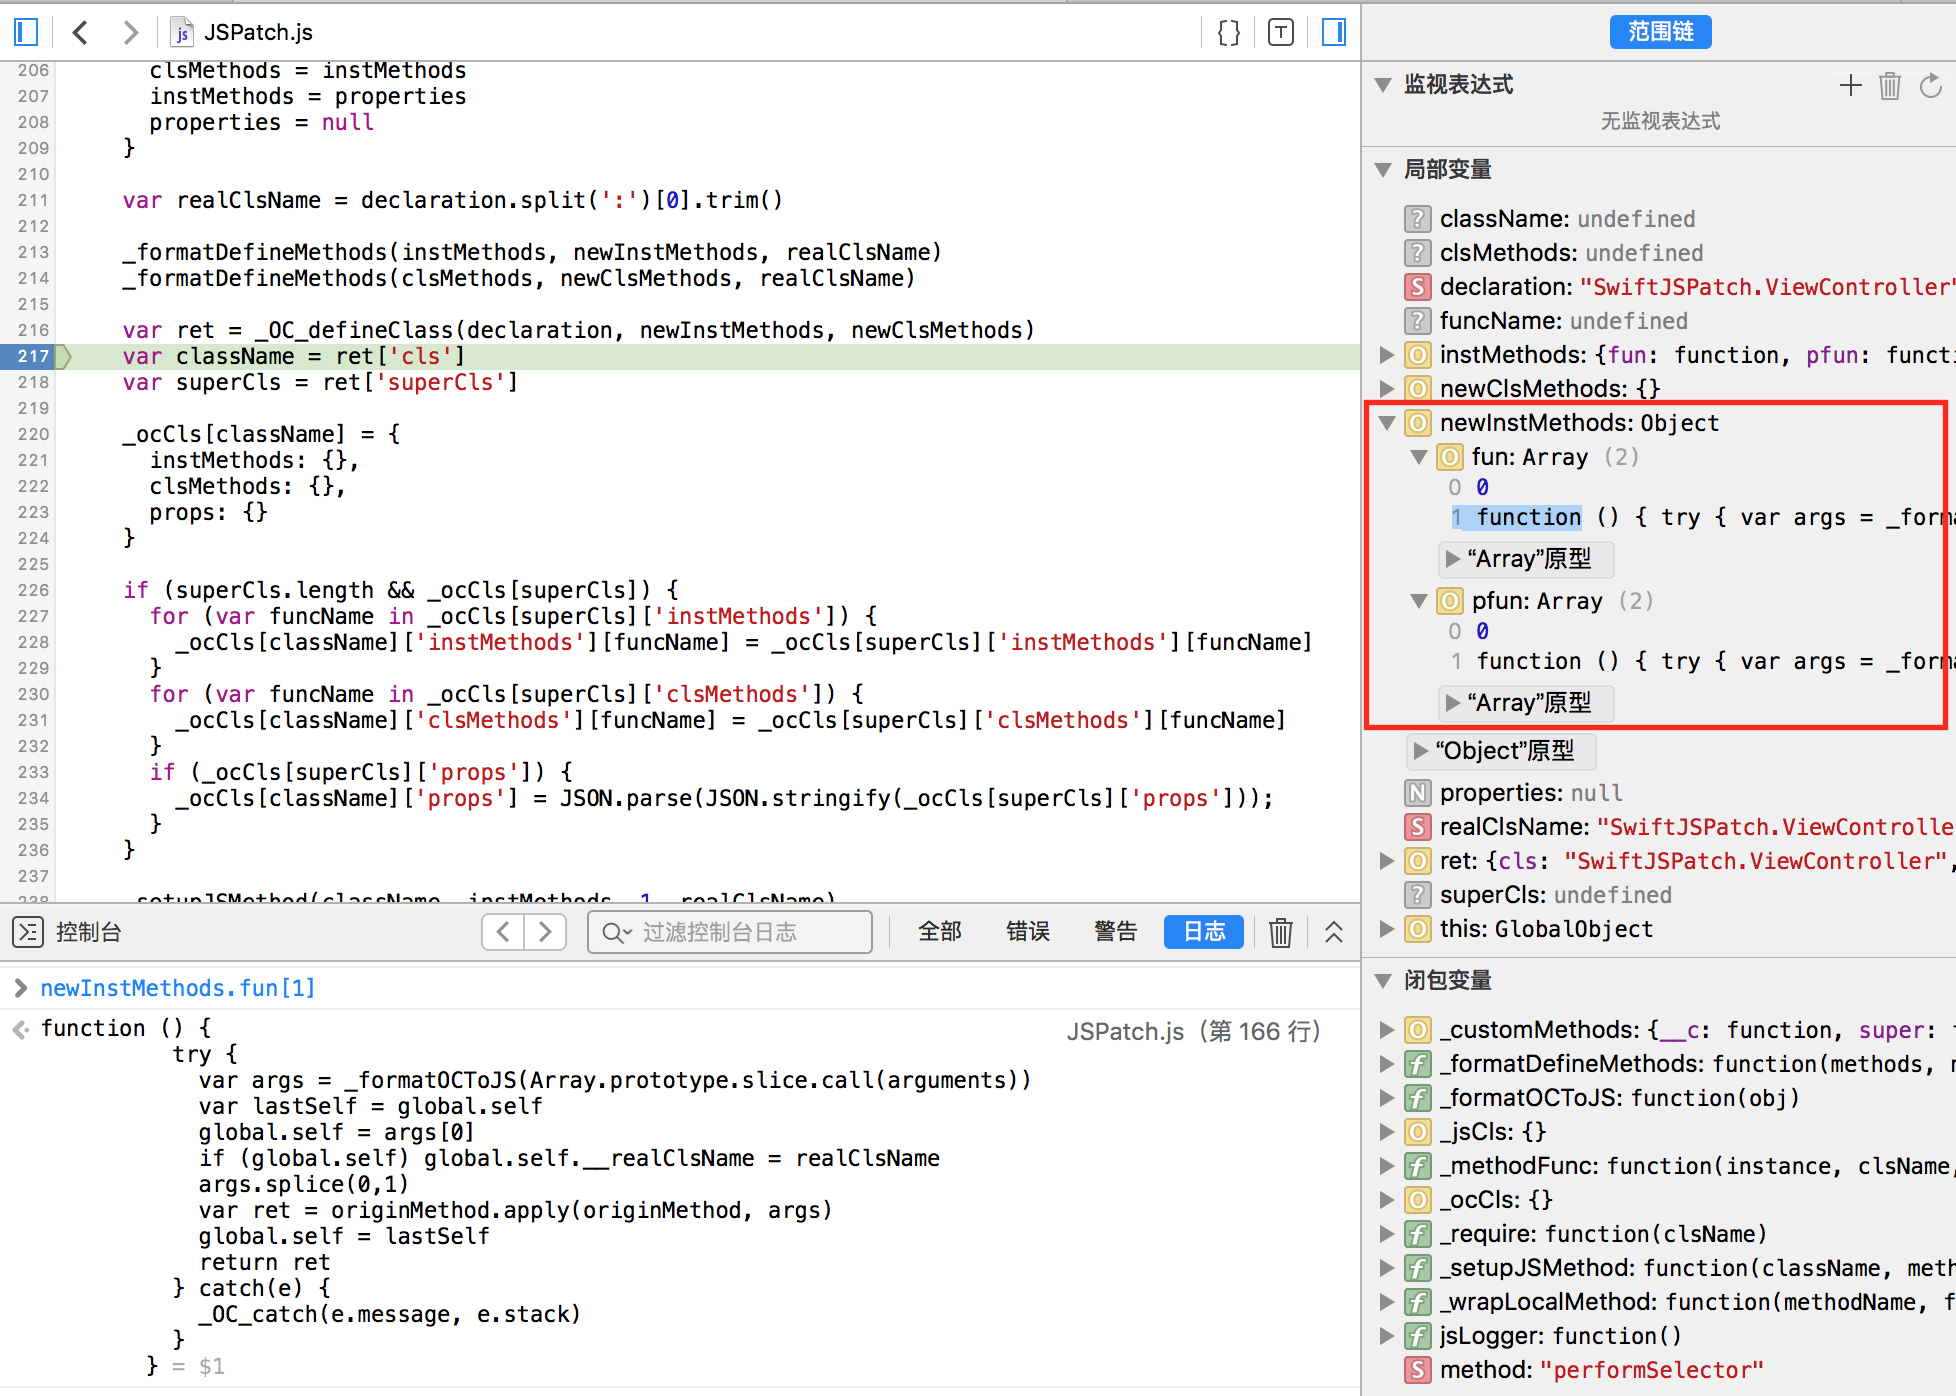 JSPatch.js
206 clsMethods = instMethods
207 instMethods = properties
208 properties = null
209 }
210
211 var realClsName = declaration.split(':')[0].trim()
212
213 _formatDefineMethods(instMethods, newInstMethods, realClsName)
214 _formatDefineMethods(clsMethods, newClsMethods, realClsName)
215
216 var ret = _OC_defineClass(declaration, newInstMethods, newClsMethods)
217 var className = ret['cls']
218 var superCls = ret['superCls']
219
220 _ocCls[className] = {
221 instMethods: {},
222 clsMethods: {},
223 props: {}
224 }
225
226 if (superCls.length && _ocCls[superCls]) {
227 for (var funcName in _ocCls[superCls]['instMethods']) {
228 _ocCls[className]['instMethods'][funcName] = _ocCls[superCls]['instMethods'][funcName]
229 }
230 for (var funcName in _ocCls[superCls]['clsMethods']) {
231 _ocCls[className]['clsMethods'][funcName] = _ocCls[superCls]['clsMethods'][funcName]
232 }
233 if (_ocCls[superCls]['props']) {
234 _ocCls[className]['props'] = JSON.parse(JSON.stringify(_ocCls[superCls]['props']));
235 }
236 }
237
238 _setupJSMethod(className, instMethods, 1, realClsName)
控制台
过滤控制台日志
全部 错误 警告 日志
newInstMethods.fun[1]
function () { JSPatch.js（第 166 行）
try {
var args = _formatOCToJS(Array.prototype.slice.call(arguments))
var lastSelf = global.self
global.self = args[0]
if (global.self) global.self.__realClsName = realClsName
args.splice(0,1)
var ret = originMethod.apply(originMethod, args)
global.self = lastSelf
return ret
} catch(e) {
_OC_catch(e.message, e.stack)
}
} = $1
范围链
监视表达式
无监视表达式
局部变量
? className: undefined
? clsMethods: undefined
S declaration: "SwiftJSPatch.ViewController"
? funcName: undefined
O instMethods: {fun: function, pfun: functi
O newClsMethods: {}
O newInstMethods: Object
O fun: Array (2)
0 0
1 function () { try { var args = _forma
“Array”原型
O pfun: Array (2)
0 0
1 function () { try { var args = _forma
“Array”原型
“Object”原型
N properties: null
S realClsName: "SwiftJSPatch.ViewControlle
O ret: {cls: "SwiftJSPatch.ViewController",
? superCls: undefined
O this: GlobalObject
闭包变量
O _customMethods: {__c: function, super:
f _formatDefineMethods: function(methods,
f _formatOCToJS: function(obj)
O _jsCls: {}
f _methodFunc: function(instance, clsName,
O _ocCls: {}
f _require: function(clsName)
f _setupJSMethod: function(className, meth
f _wrapLocalMethod: function(methodName, f
f jsLogger: function()
S method: "performSelector"